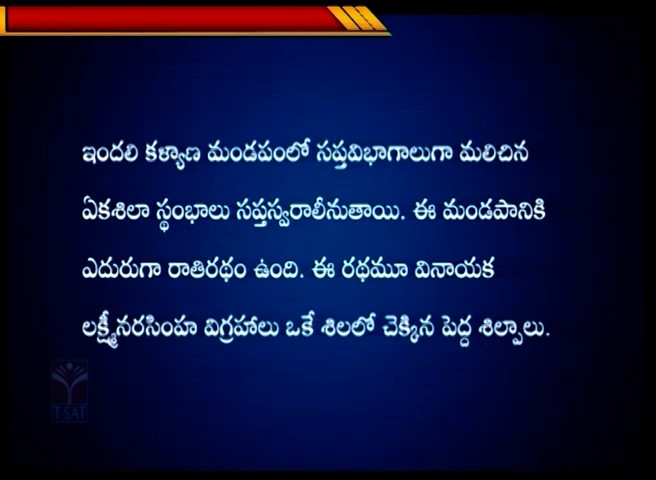 ఇందలి కళ్యాణ మండపంలో సప్తవిభాగాలుగా మలిచిన
ఏకశిలా స్థంభాలు సప్తస్వరాలీనుతాయి. ఈ మండపానికి
ఎదురుగా రాతిరథం ఉంది. ఈ రథమూ వినాయక
లక్ష్మీనరసింహ విగ్రహాలు ఒకే శిలలో చెక్కిన పెద్ద శిల్పాలు.
T-SAT